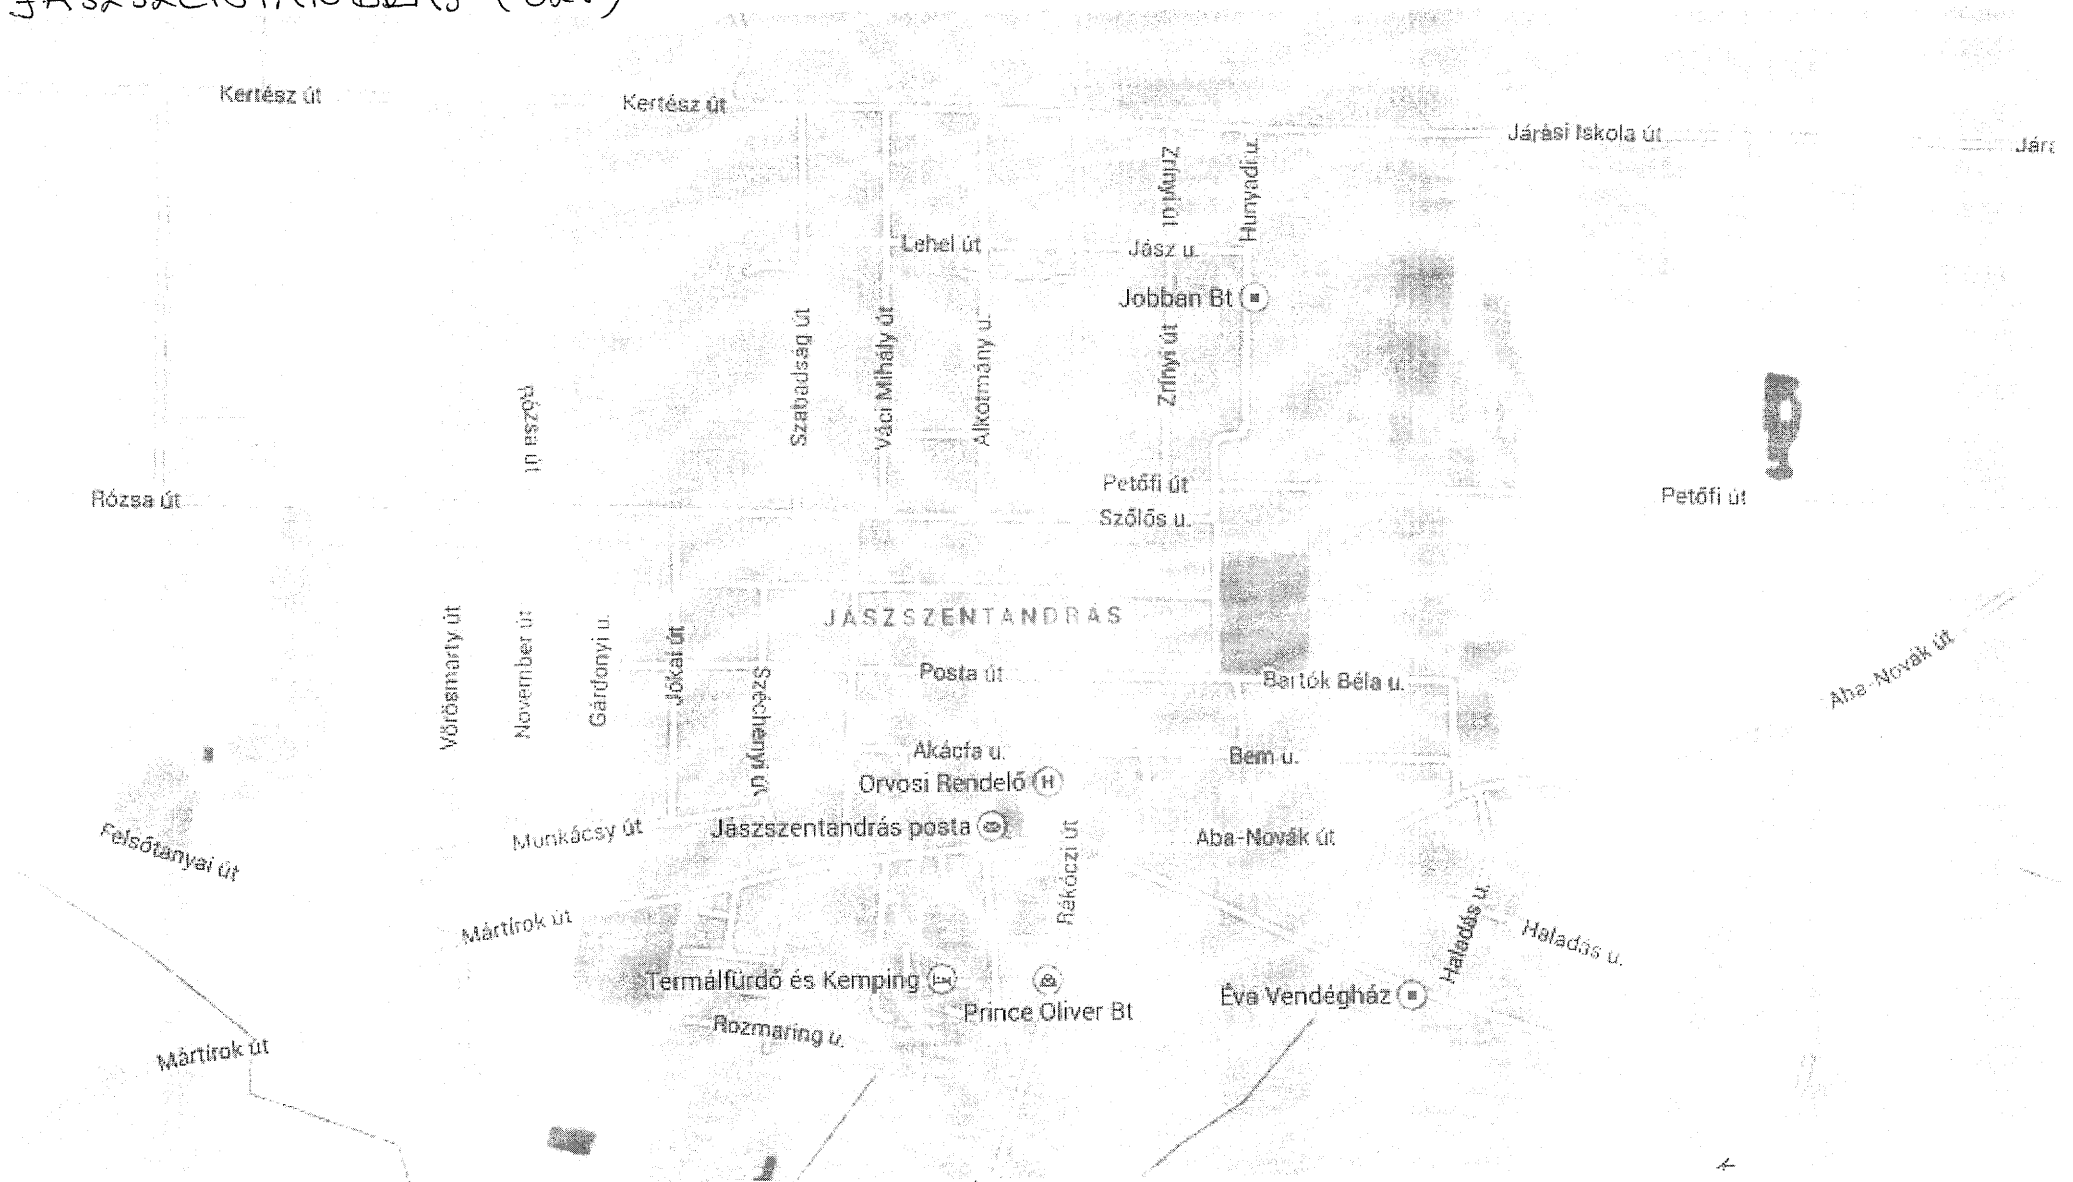 JÁSZSZENTANDRÁS
Kertész út
Kertész út
Járási Iskola út
Zrínyi út
Hunyadi u.
Lehel út
Jász u.
Jobban Bt
Szabadság út
Váci Mihály út
Alkotmány u.
Zrínyi út
Rózsa út
Rózsa út
Petőfi út
Petőfi út
Szőlős u.
JÁSZSZENTANDRÁS
Vörösmarty út
November út
Gárdonyi u.
Jókai út
Széchenyi út
Posta út
Bartók Béla u.
Aba-Novák út
Akácfa u.
Bem u.
Orvosi Rendelő
H
Munkácsy út
Jászszentandrás posta
Rákóczi út
Aba-Novák út
Felsőtanyai út
Mártírok út
Haladás u.
Haladás u.
Termálfürdő és Kemping
Prince Oliver Bt
Éva Vendégház
Rozmaring u.
Mártírok út